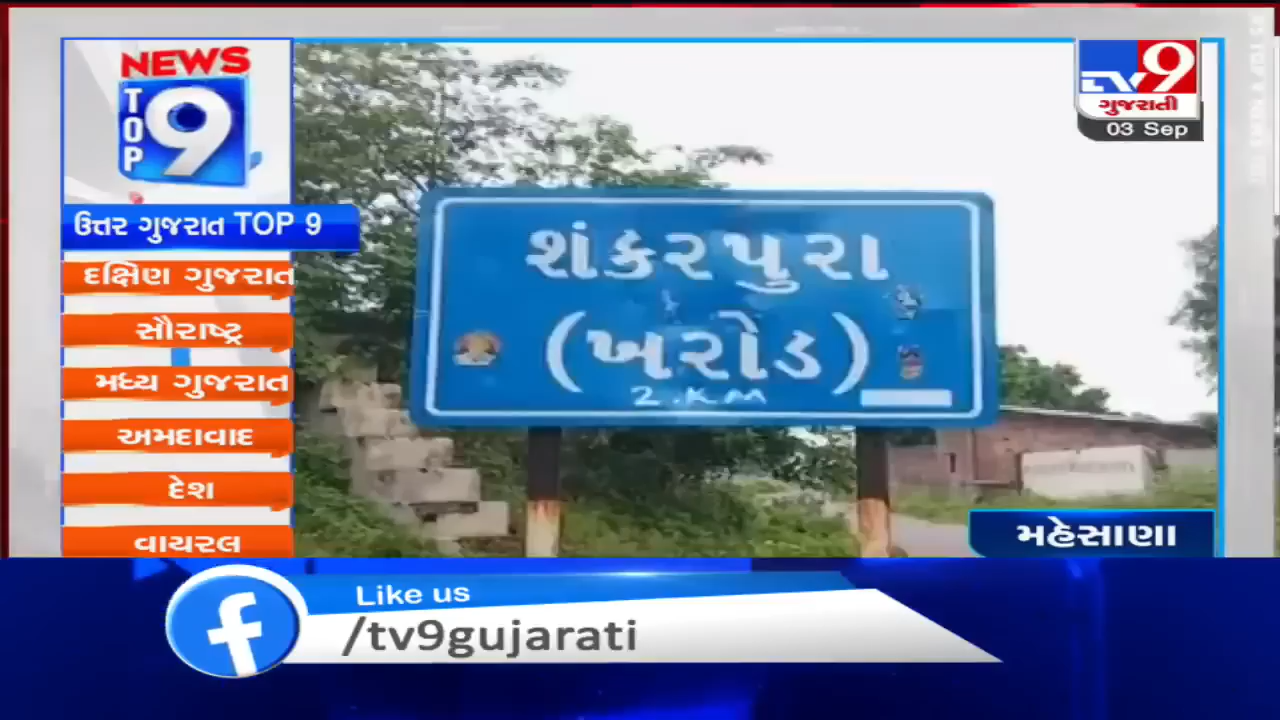 NEWS
TOP
9
ઉત્તર ગુજરાત TOP 9
દક્ષિણ ગુજરાત
સૌરાષ્ટ્ર
મધ્ય ગુજરાત
અમદાવાદ
દેશ
વાયરલ
શંકરપુરા
(ખરોડ)
2.KM
TV9
ગુજરાતી
03 Sep
મહેસાણા
Like us
/tv9gujarati